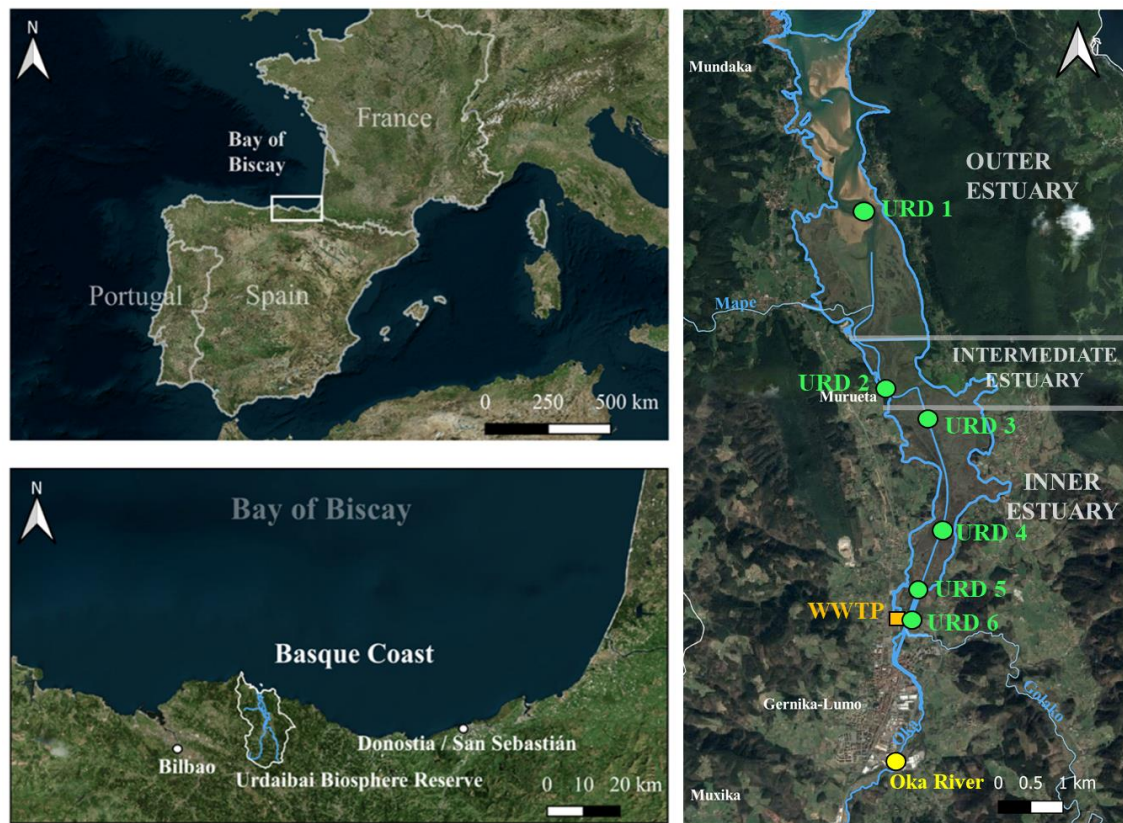 N
France
Bay of
Biscay
Portugal
Spain
0 250 500 km
N
Bay of Biscay
Basque Coast
Donostia / San Sebastián
Bilbao
Urdaibai Biosphere Reserve
0 10 20 km
Mundaka
OUTER
ESTUARY
URD 1
Mape
INTERMEDIATE
ESTUARY
URD 2
Murueta
URD 3
INNER
ESTUARY
URD 4
URD 5
WWTP
URD 6
Gernika-Lumo
Golako
Oka
Oka River
0 0.5 1 km
Muxika